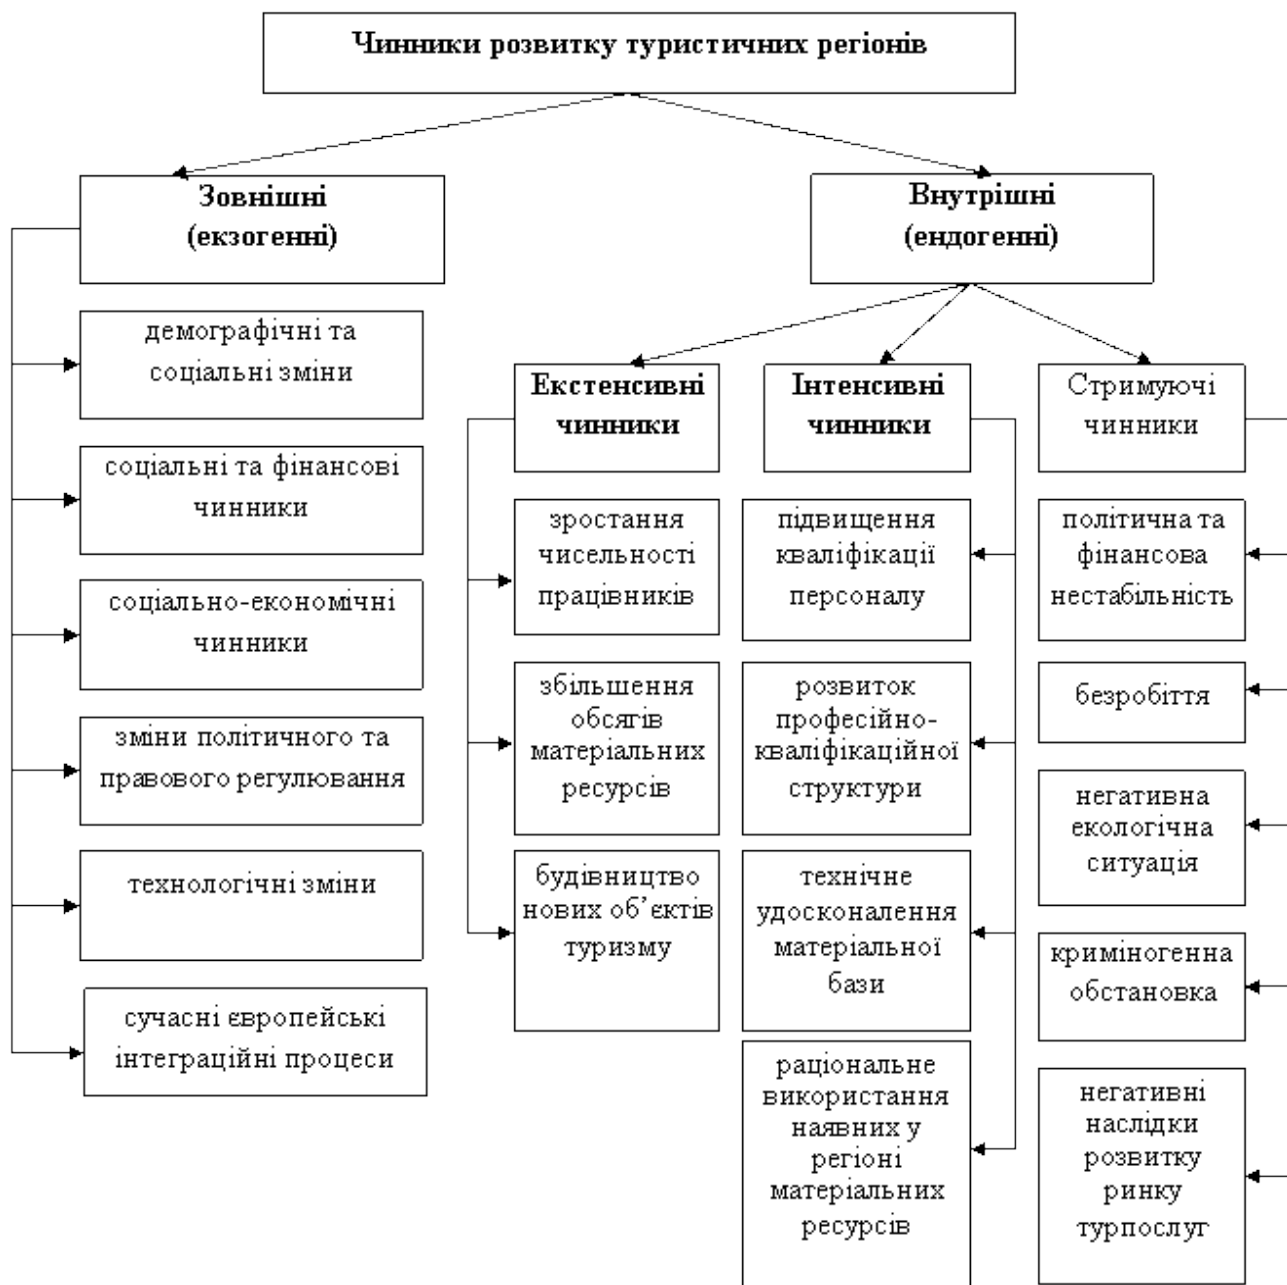 Чинники розвитку туристичних регіонів
Зовнішні
(екзогенні)
демографічні та
соціальні зміни
соціальні та фінансові
чинники
соціально-економічні
чинники
зміни політичного та
правового регулювання
технологічні зміни
сучасні європейські
інтеграційні процеси
Внутрішні
(ендогенні)
Екстенсивні
чинники
зростання
чисельності
працівників
збільшення
обсягів
матеріальних
ресурсів
будівництво
нових об’єктів
туризму
Інтенсивні
чинники
підвищення
кваліфікації
персоналу
розвиток
професійно-
кваліфікаційної
структури
технічне
удосконалення
матеріальної
бази
раціональне
використання
наявних у
регіоні
матеріальних
ресурсів
Стримуючі
чинники
політична та
фінансова
нестабільність
безробіття
негативна
екологічна
ситуація
криміногенна
обстановка
негативні
наслідки
розвитку
ринку
турпослуг